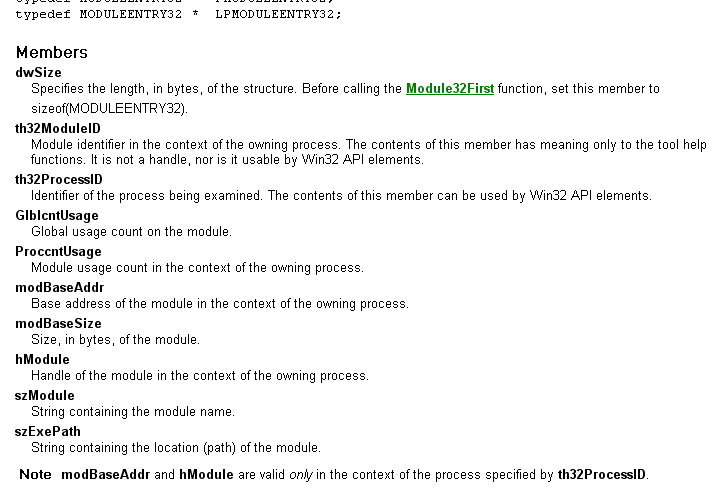 typedef MODULEENTRY32 *  LPMODULEENTRY32;
Members
dwSize
Specifies the length, in bytes, of the structure. Before calling the Module32First function, set this member to
sizeof(MODULEENTRY32).
th32ModuleID
Module identifier in the context of the owning process. The contents of this member has meaning only to the tool help
functions. It is not a handle, nor is it usable by Win32 API elements.
th32ProcessID
Identifier of the process being examined. The contents of this member can be used by Win32 API elements.
GlblcntUsage
Global usage count on the module.
ProccntUsage
Module usage count in the context of the owning process.
modBaseAddr
Base address of the module in the context of the owning process.
modBaseSize
Size, in bytes, of the module.
hModule
Handle of the module in the context of the owning process.
szModule
String containing the module name.
szExePath
String containing the location (path) of the module.
Note  modBaseAddr and hModule are valid only in the context of the process specified by th32ProcessID.